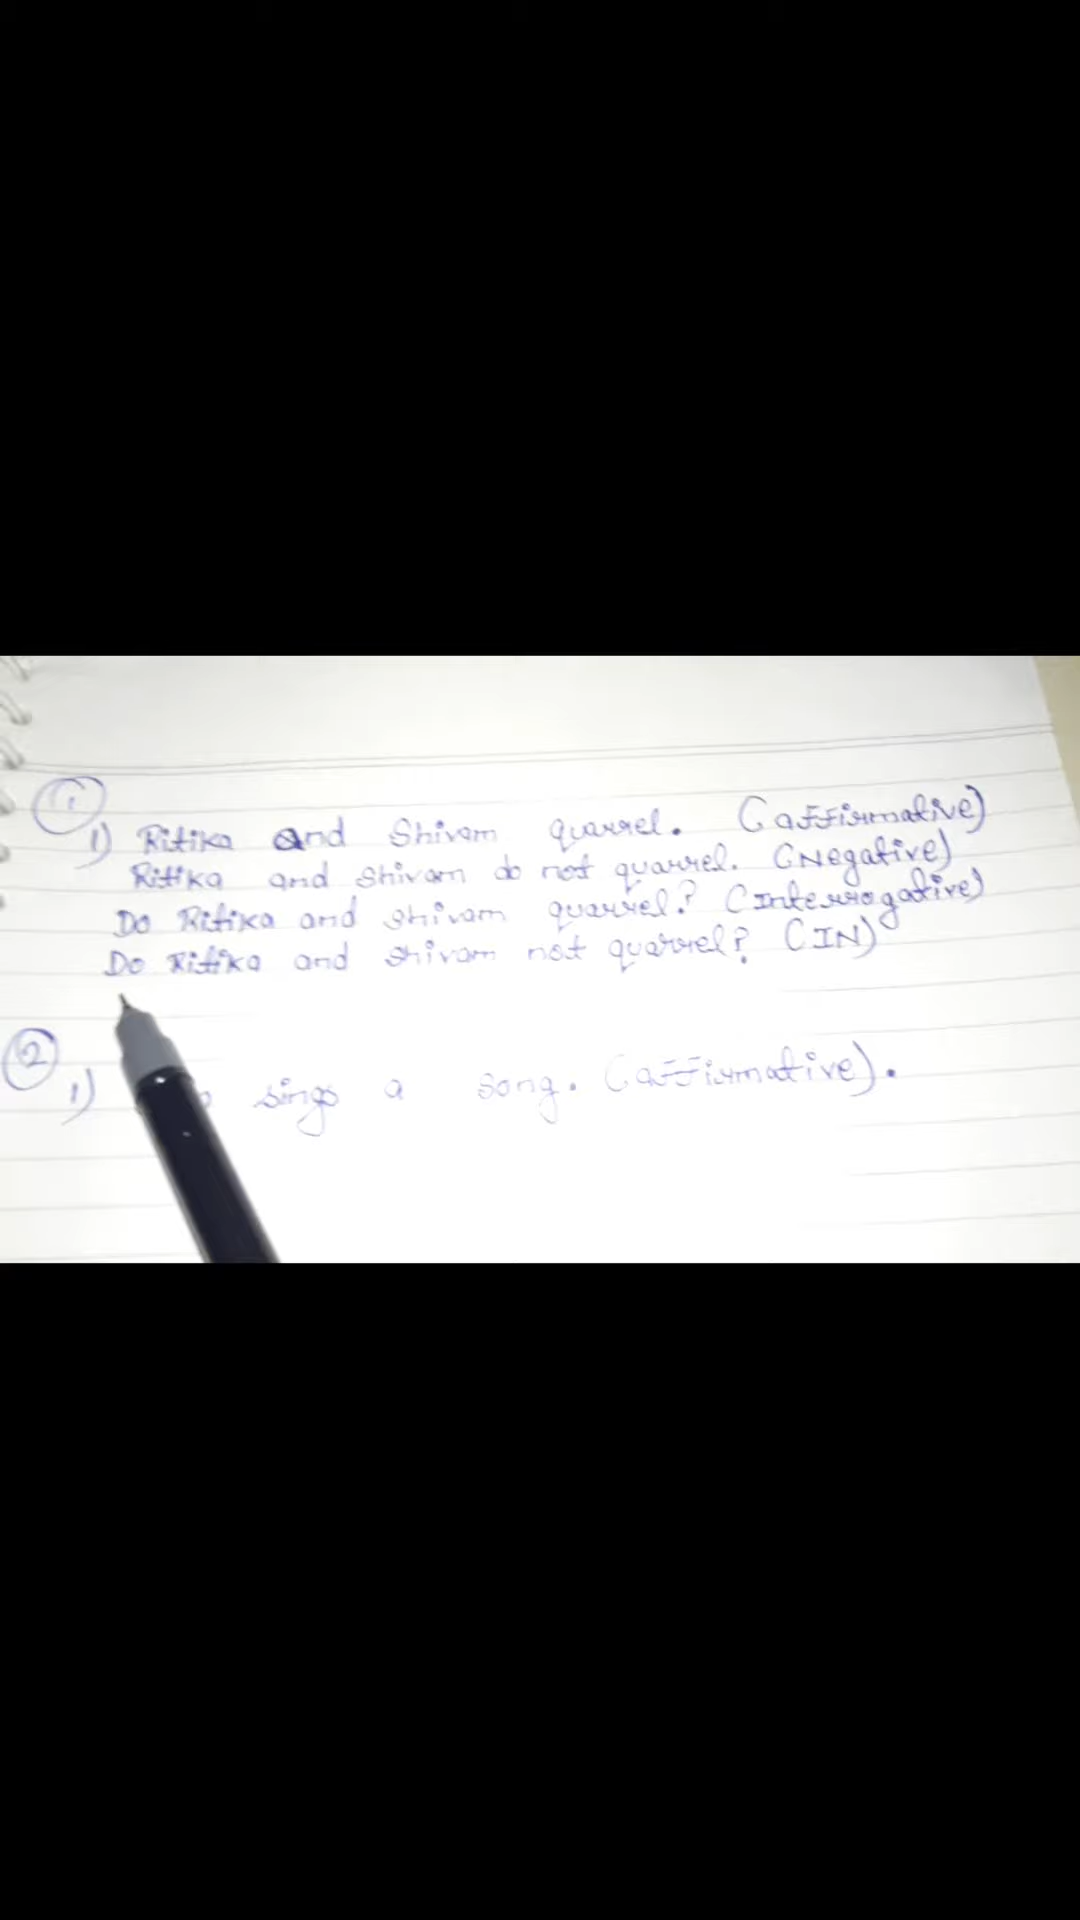 1
1) Ritika and Shivam quarrel. (affirmative)
Ritika and shivam do not quarrel. (Negative)
Do Ritika and shivam quarrel? (Interrogative)
Do Ritika and shivam not quarrel? (IN)
2
1) sings a song. (affirmative).